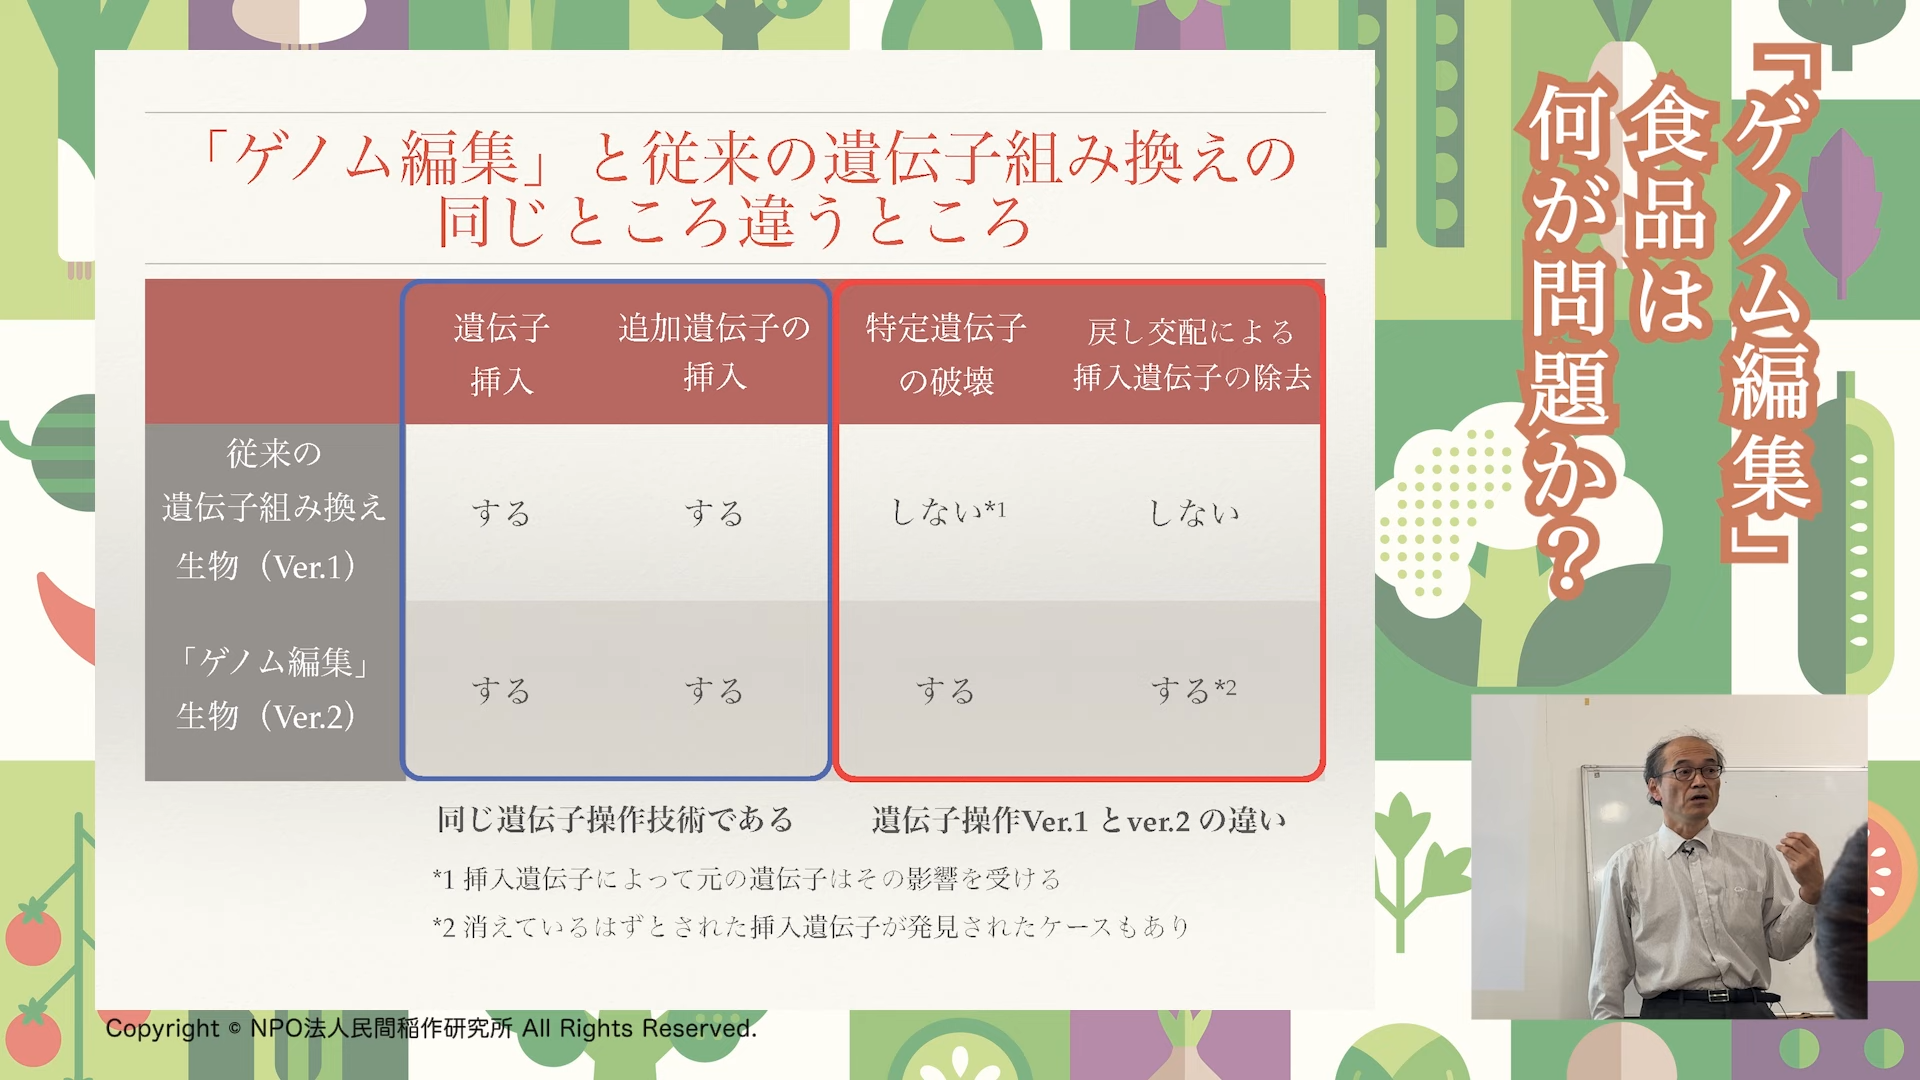 「ゲノム編集」と従来の遺伝子組み換えの
同じところ違うところ
遺伝子
挿入
追加遺伝子の
挿入
特定遺伝子
の破壊
戻し交配による
挿入遺伝子の除去
従来の
遺伝子組み換え
生物（Ver.1）
する
する
しない*1
しない
「ゲノム編集」
生物（Ver.2）
する
する
する
する*2
同じ遺伝子操作技術である
遺伝子操作Ver.1 とver.2 の違い
*1 挿入遺伝子によって元の遺伝子はその影響を受ける
*2 消えているはずとされた挿入遺伝子が発見されたケースもあり
『ゲノム編集』
食品は
何が問題か？
Copyright © NPO法人民間稲作研究所 All Rights Reserved.